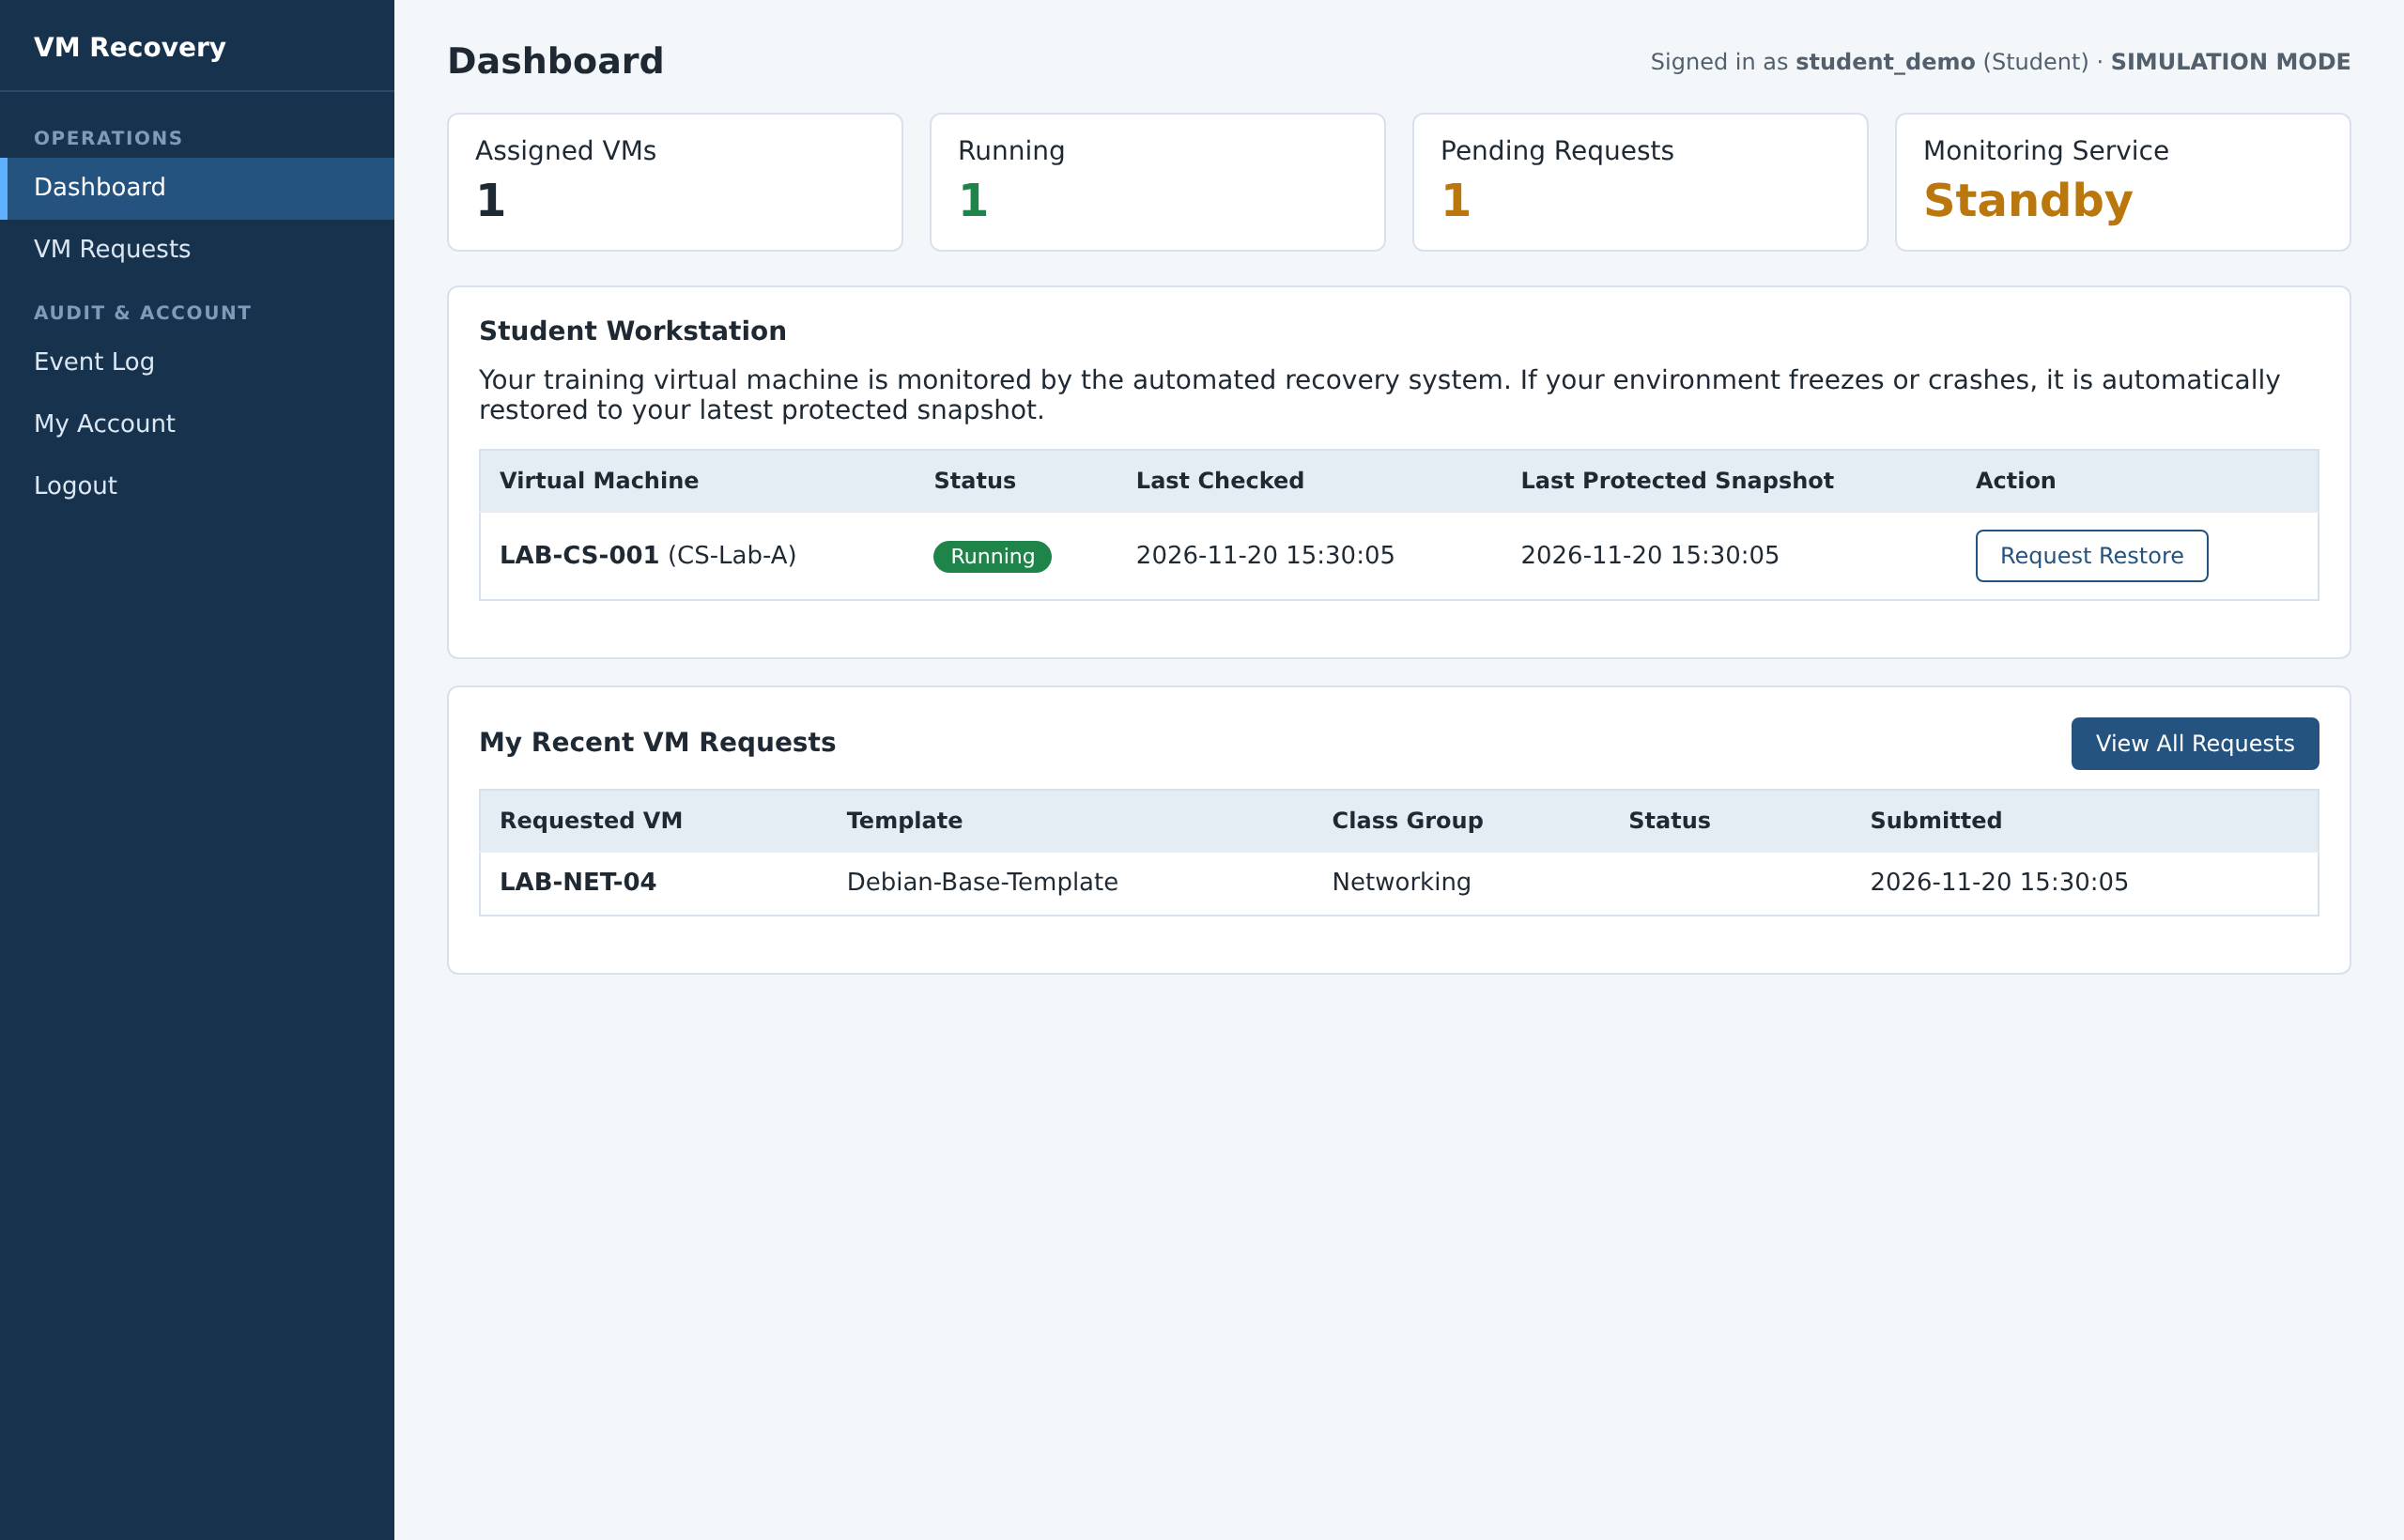 VM Recovery
OPERATIONS
Dashboard
VM Requests
AUDIT & ACCOUNT
Event Log
My Account
Logout
Dashboard
Signed in as student_demo (Student) · SIMULATION MODE
Assigned VMs
1
Running
1
Pending Requests
1
Monitoring Service
Standby
Student Workstation
Your training virtual machine is monitored by the automated recovery system. If your environment freezes or crashes, it is automatically
restored to your latest protected snapshot.
Virtual Machine Status Last Checked Last Protected Snapshot Action
LAB-CS-001 (CS-Lab-A) Running 2026-11-20 15:30:05 2026-11-20 15:30:05 Request Restore
My Recent VM Requests
View All Requests
Requested VM Template Class Group Status Submitted
LAB-NET-04 Debian-Base-Template Networking 2026-11-20 15:30:05